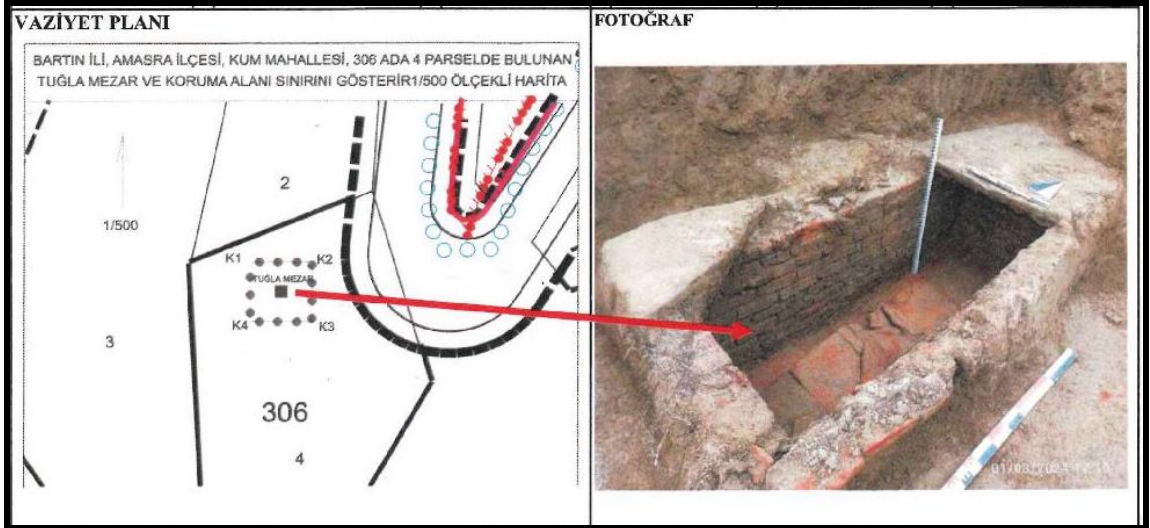 VAZİYET PLANI
BARTIN İLİ, AMASRA İLÇESİ, KUM MAHALLESİ, 306 ADA 4 PARSELDE BULUNAN
TUĞLA MEZAR VE KORUMA ALANI SINIRINI GÖSTERİR1/500 ÖLÇEKLİ HARİTA
2
1/500
K1
K2
TUĞLA MEZAR
K4
K3
3
306
4
FOTOĞRAF